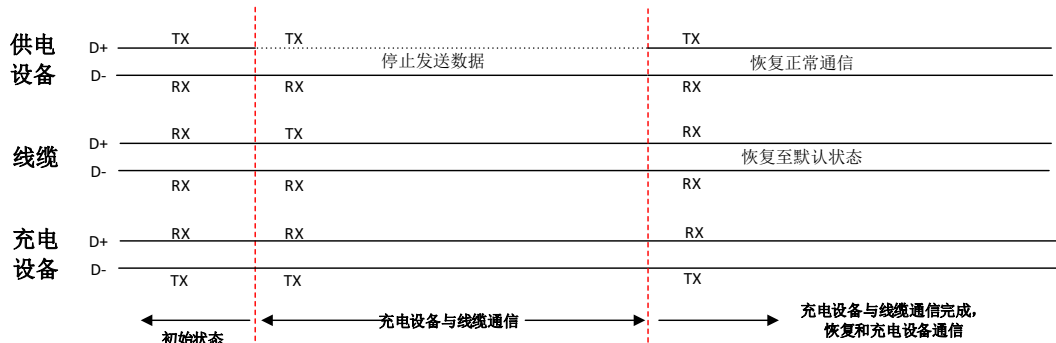 供电
设备
D+
TX
TX
TX
停止发送数据
恢复正常通信
D-
RX
RX
RX
线缆
D+
RX
TX
RX
恢复至默认状态
D-
RX
RX
RX
充电
设备
D+
RX
RX
RX
D-
TX
TX
TX
初始状态
充电设备与线缆通信
充电设备与线缆通信完成,
恢复和充电设备通信